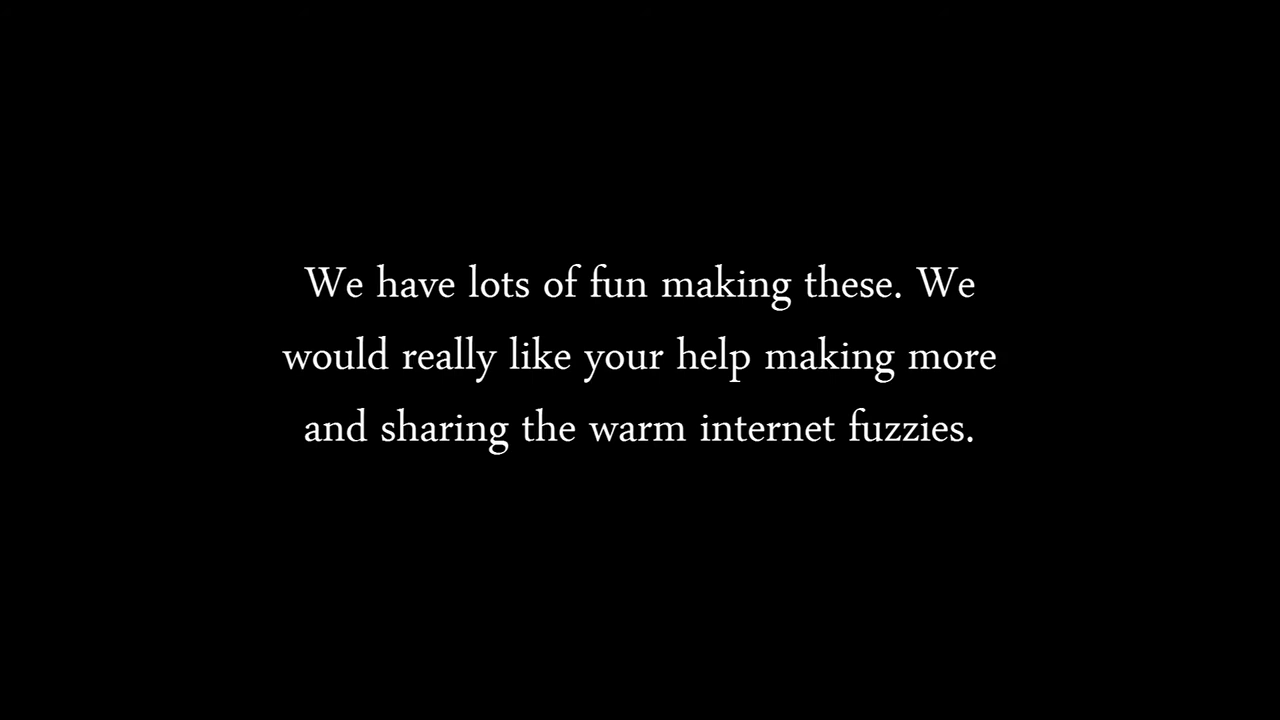 We have lots of fun making these. We
would really like your help making more
and sharing the warm internet fuzzies.